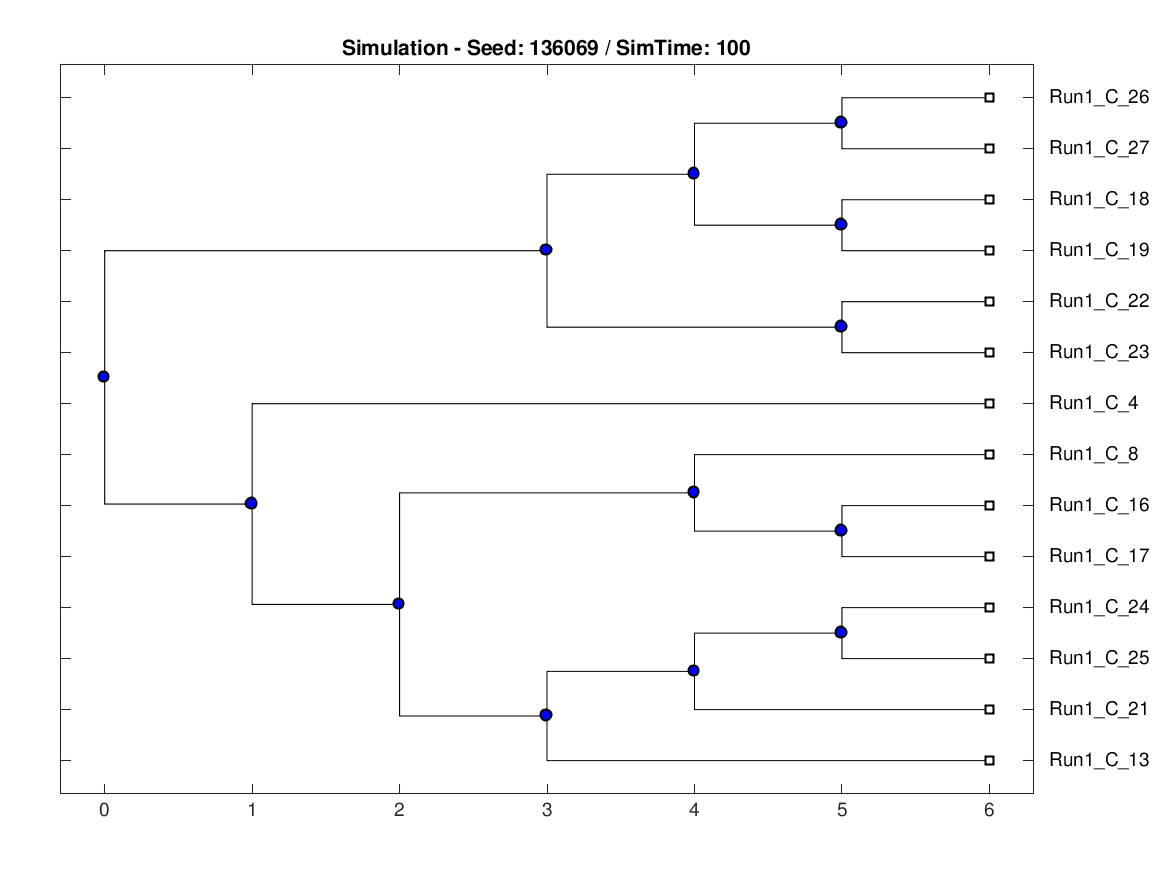 Simulation - Seed: 136069 / SimTime: 100
Run1_C_26
Run1_C_27
Run1_C_18
Run1_C_19
Run1_C_22
Run1_C_23
Run1_C_4
Run1_C_8
Run1_C_16
Run1_C_17
Run1_C_24
Run1_C_25
Run1_C_21
Run1_C_13
0 1 2 3 4 5 6